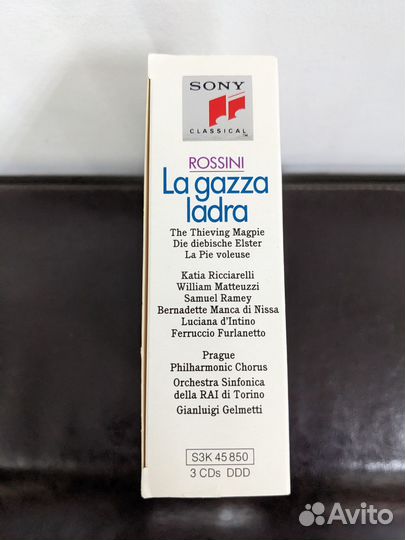 SONY
CLASSICAL™
ROSSINI
La gazza
ladra
The Thieving Magpie
Die diebische Elster
La Pie voleuse
Katia Ricciarelli
William Matteuzzi
Samuel Ramey
Bernadette Manca di Nissa
Luciana d'Intino
Ferruccio Furlanetto
Prague
Philharmonic Chorus
Orchestra Sinfonica
della RAI di Torino
Gianluigi Gelmetti
S3K 45 850
3 CDs DDD
Avito